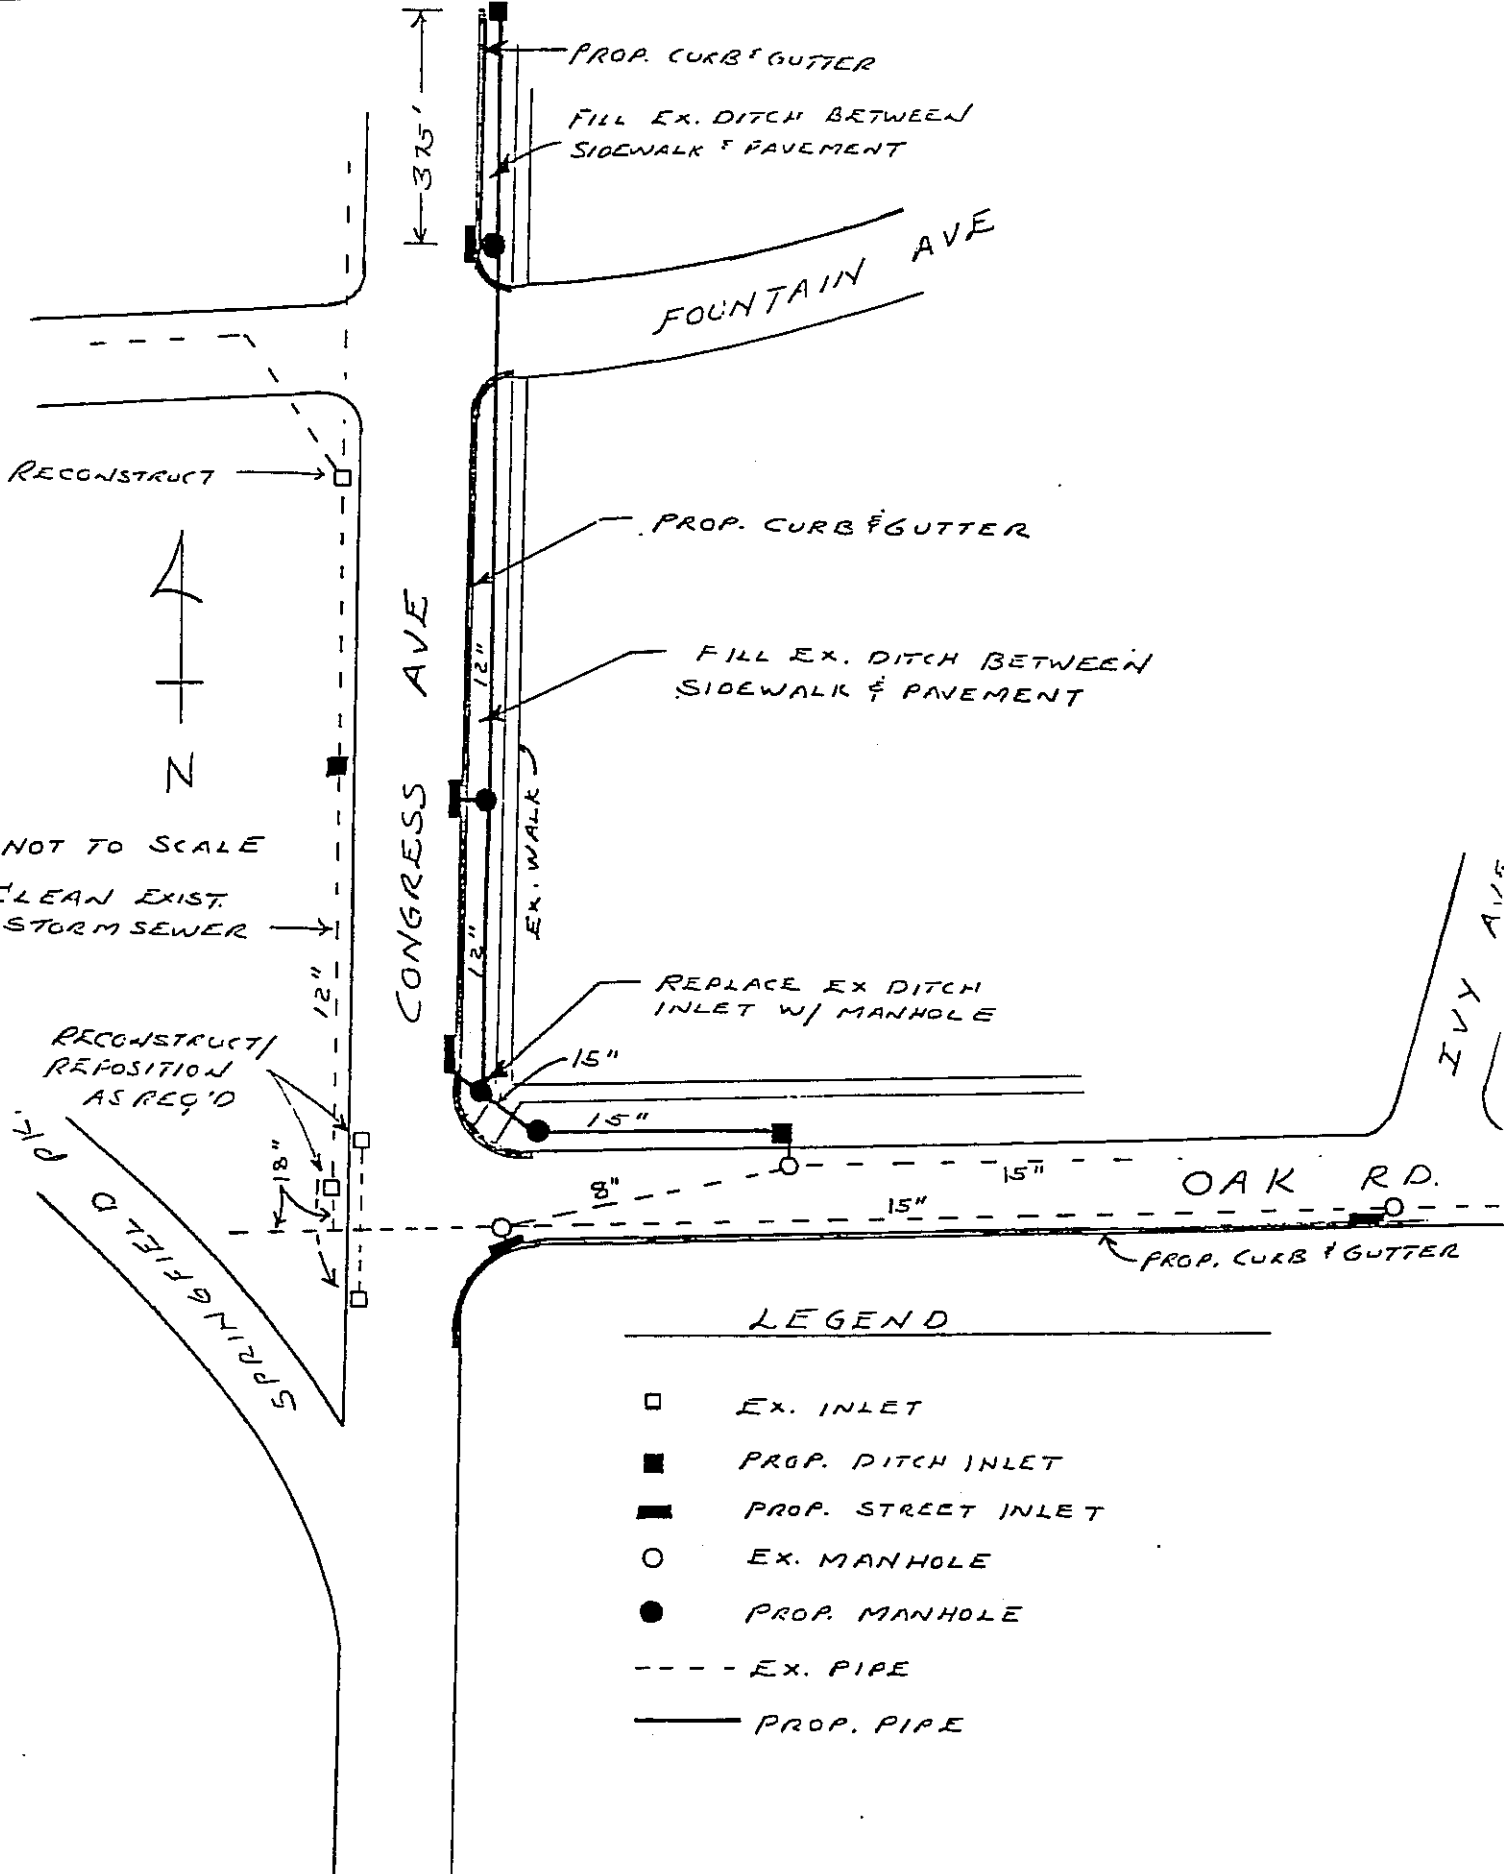 PROP. CURB & GUTTER
375'
FILL EX. DITCH BETWEEN
SIDEWALK & PAVEMENT
FOUNTAIN AVE
RECONSTRUCT
PROP. CURB & GUTTER
CONGRESS AVE
12"
FILL EX. DITCH BETWEEN
SIDEWALK & PAVEMENT
N
EX. WALK
NOT TO SCALE
CLEAN EXIST.
STORM SEWER
12"
12"
REPLACE EX DITCH
INLET W/ MANHOLE
IVY AVE
RECONSTRUCT/
REPOSITION
AS REQ'D
15"
15"
SPRINGFIELD PL.
18"
8"
15"
OAK RD.
15"
PROP. CURB & GUTTER
LEGEND
EX. INLET
PROP. DITCH INLET
PROP. STREET INLET
EX. MANHOLE
PROP. MANHOLE
EX. PIPE
PROP. PIPE